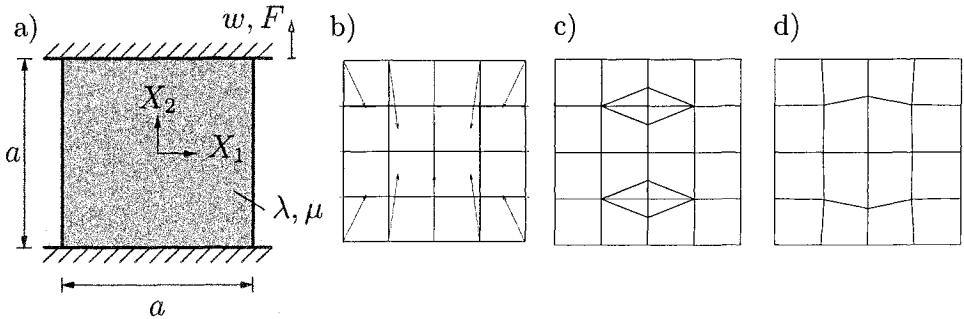 a)
w, F
b)
c)
d)
X₂
X₁
a
λ, μ
a